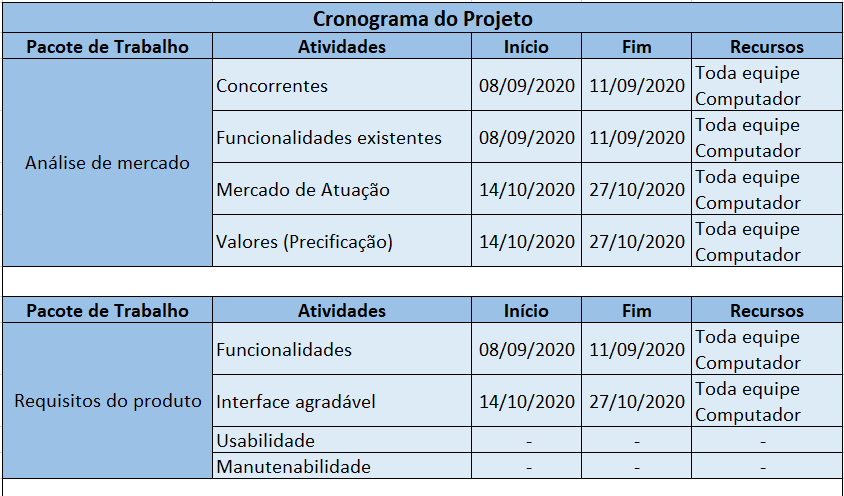 Cronograma do Projeto
Pacote de Trabalho Atividades Início Fim Recursos
Análise de mercado
Concorrentes 08/09/2020 11/09/2020 Toda equipe
Computador
Funcionalidades existentes 08/09/2020 11/09/2020 Toda equipe
Computador
Mercado de Atuação 14/10/2020 27/10/2020 Toda equipe
Computador
Valores (Precificação) 14/10/2020 27/10/2020 Toda equipe
Computador
Pacote de Trabalho Atividades Início Fim Recursos
Requisitos do produto
Funcionalidades 08/09/2020 11/09/2020 Toda equipe
Computador
Interface agradável 14/10/2020 27/10/2020 Toda equipe
Computador
Usabilidade - - -
Manutenabilidade - - -